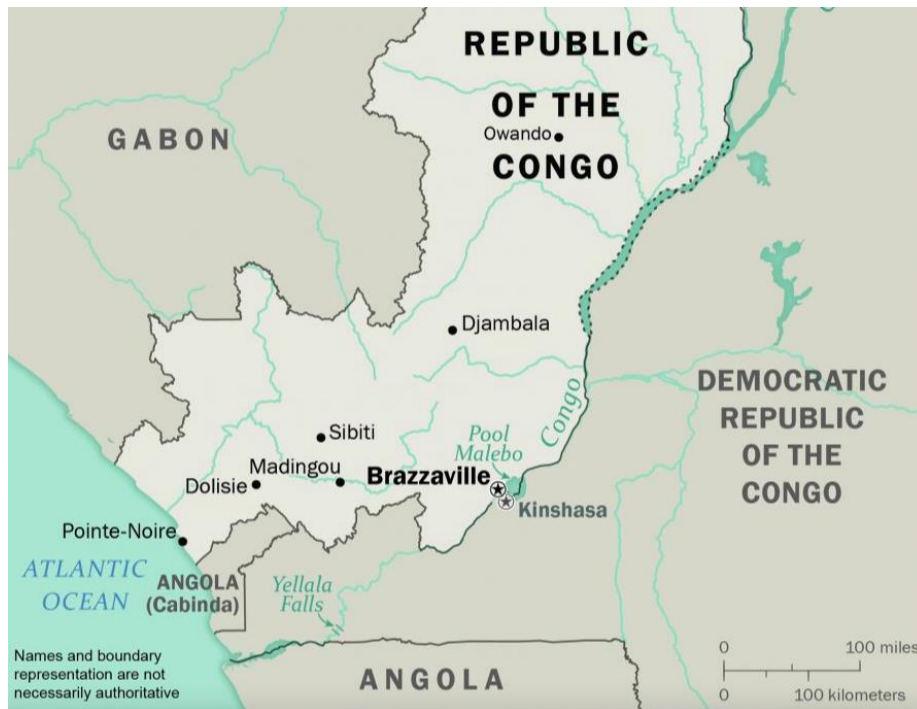 REPUBLIC
OF THE
CONGO
Owando
GABON
Djambala
DEMOCRATIC
REPUBLIC
OF THE
CONGO
Congo
Pool
Malebo
Sibiti
Madingou
Dolisie
Brazzaville
Kinshasa
Pointe-Noire
ATLANTIC
OCEAN
ANGOLA
(Cabinda)
Yellala
Falls
ANGOLA
Names and boundary
representation are not
necessarily authoritative
0 100 miles
0 100 kilometers